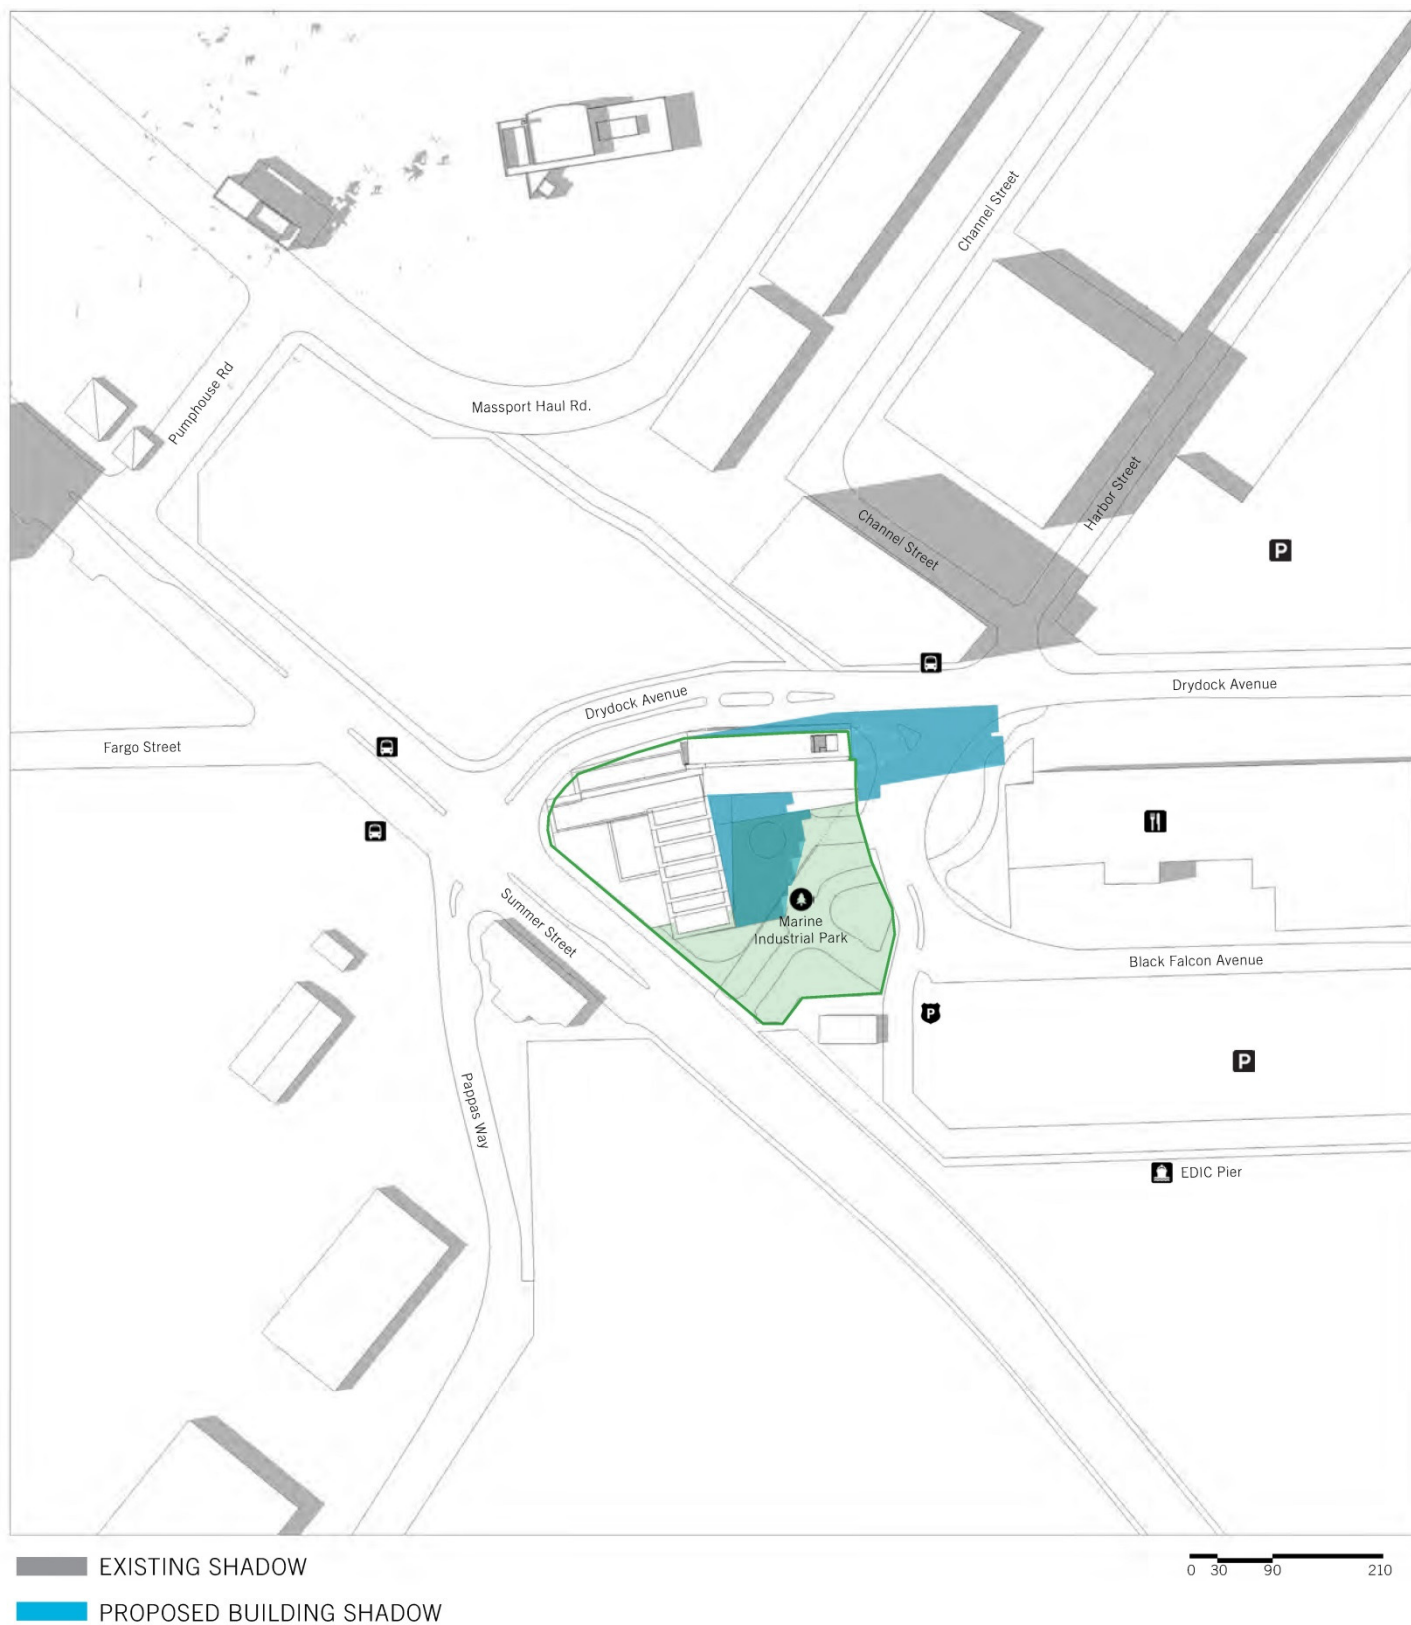 Channel Street
Pumphouse Rd
Massport Haul Rd.
Harbor Street
Channel Street
P
Drydock Avenue
Drydock Avenue
Fargo Street
Summer Street
Marine
Industrial Park
Black Falcon Avenue
P
P
Pappas Way
EDIC Pier
EXISTING SHADOW
0 30 90 210
PROPOSED BUILDING SHADOW